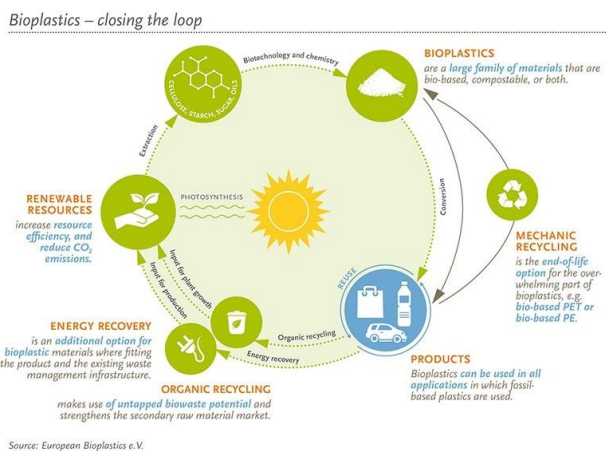 Bioplastics – closing the loop
Biotechnology and chemistry
CELLULOSE, STARCH, SUGAR, OILS
BIOPLASTICS
are a large family of materials that are
bio-based, compostable, or both.
Extraction
Conversion
RENEWABLE
RESOURCES
increase resource
efficiency, and
reduce CO₂
emissions.
PHOTOSYNTHESIS
MECHANIC
RECYCLING
is the end-of-life
option for the over-
whelming part of
bioplastics, e.g.
bio-based PET or
bio-based PE.
REUSE
Input for plant growth
Input for production
Organic recycling
Energy recovery
ENERGY RECOVERY
is an additional option for
bioplastic materials where fitting
the product and the existing waste
management infrastructure.
PRODUCTS
Bioplastics can be used in all
applications in which fossil-
based plastics are used.
ORGANIC RECYCLING
makes use of untapped biowaste potential and
strengthens the secondary raw material market.
Source: European Bioplastics e.V.